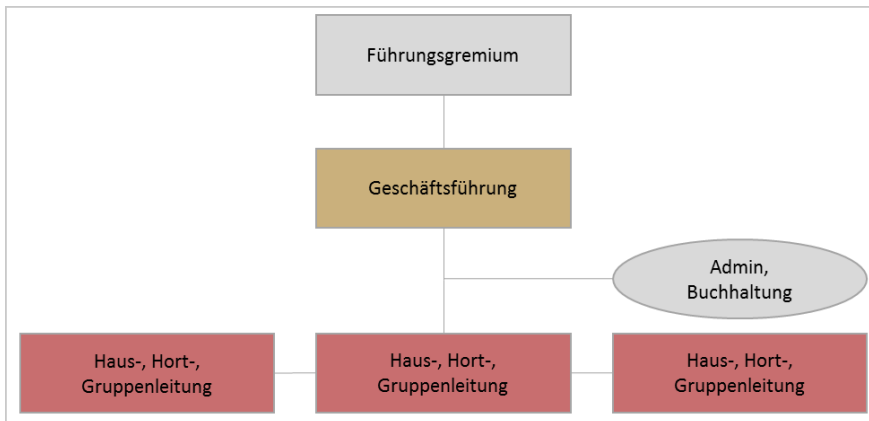 Führungsgremium
Geschäftsführung
Admin,
Buchhaltung
Haus-, Hort-,
Gruppenleitung
Haus-, Hort-,
Gruppenleitung
Haus-, Hort-,
Gruppenleitung